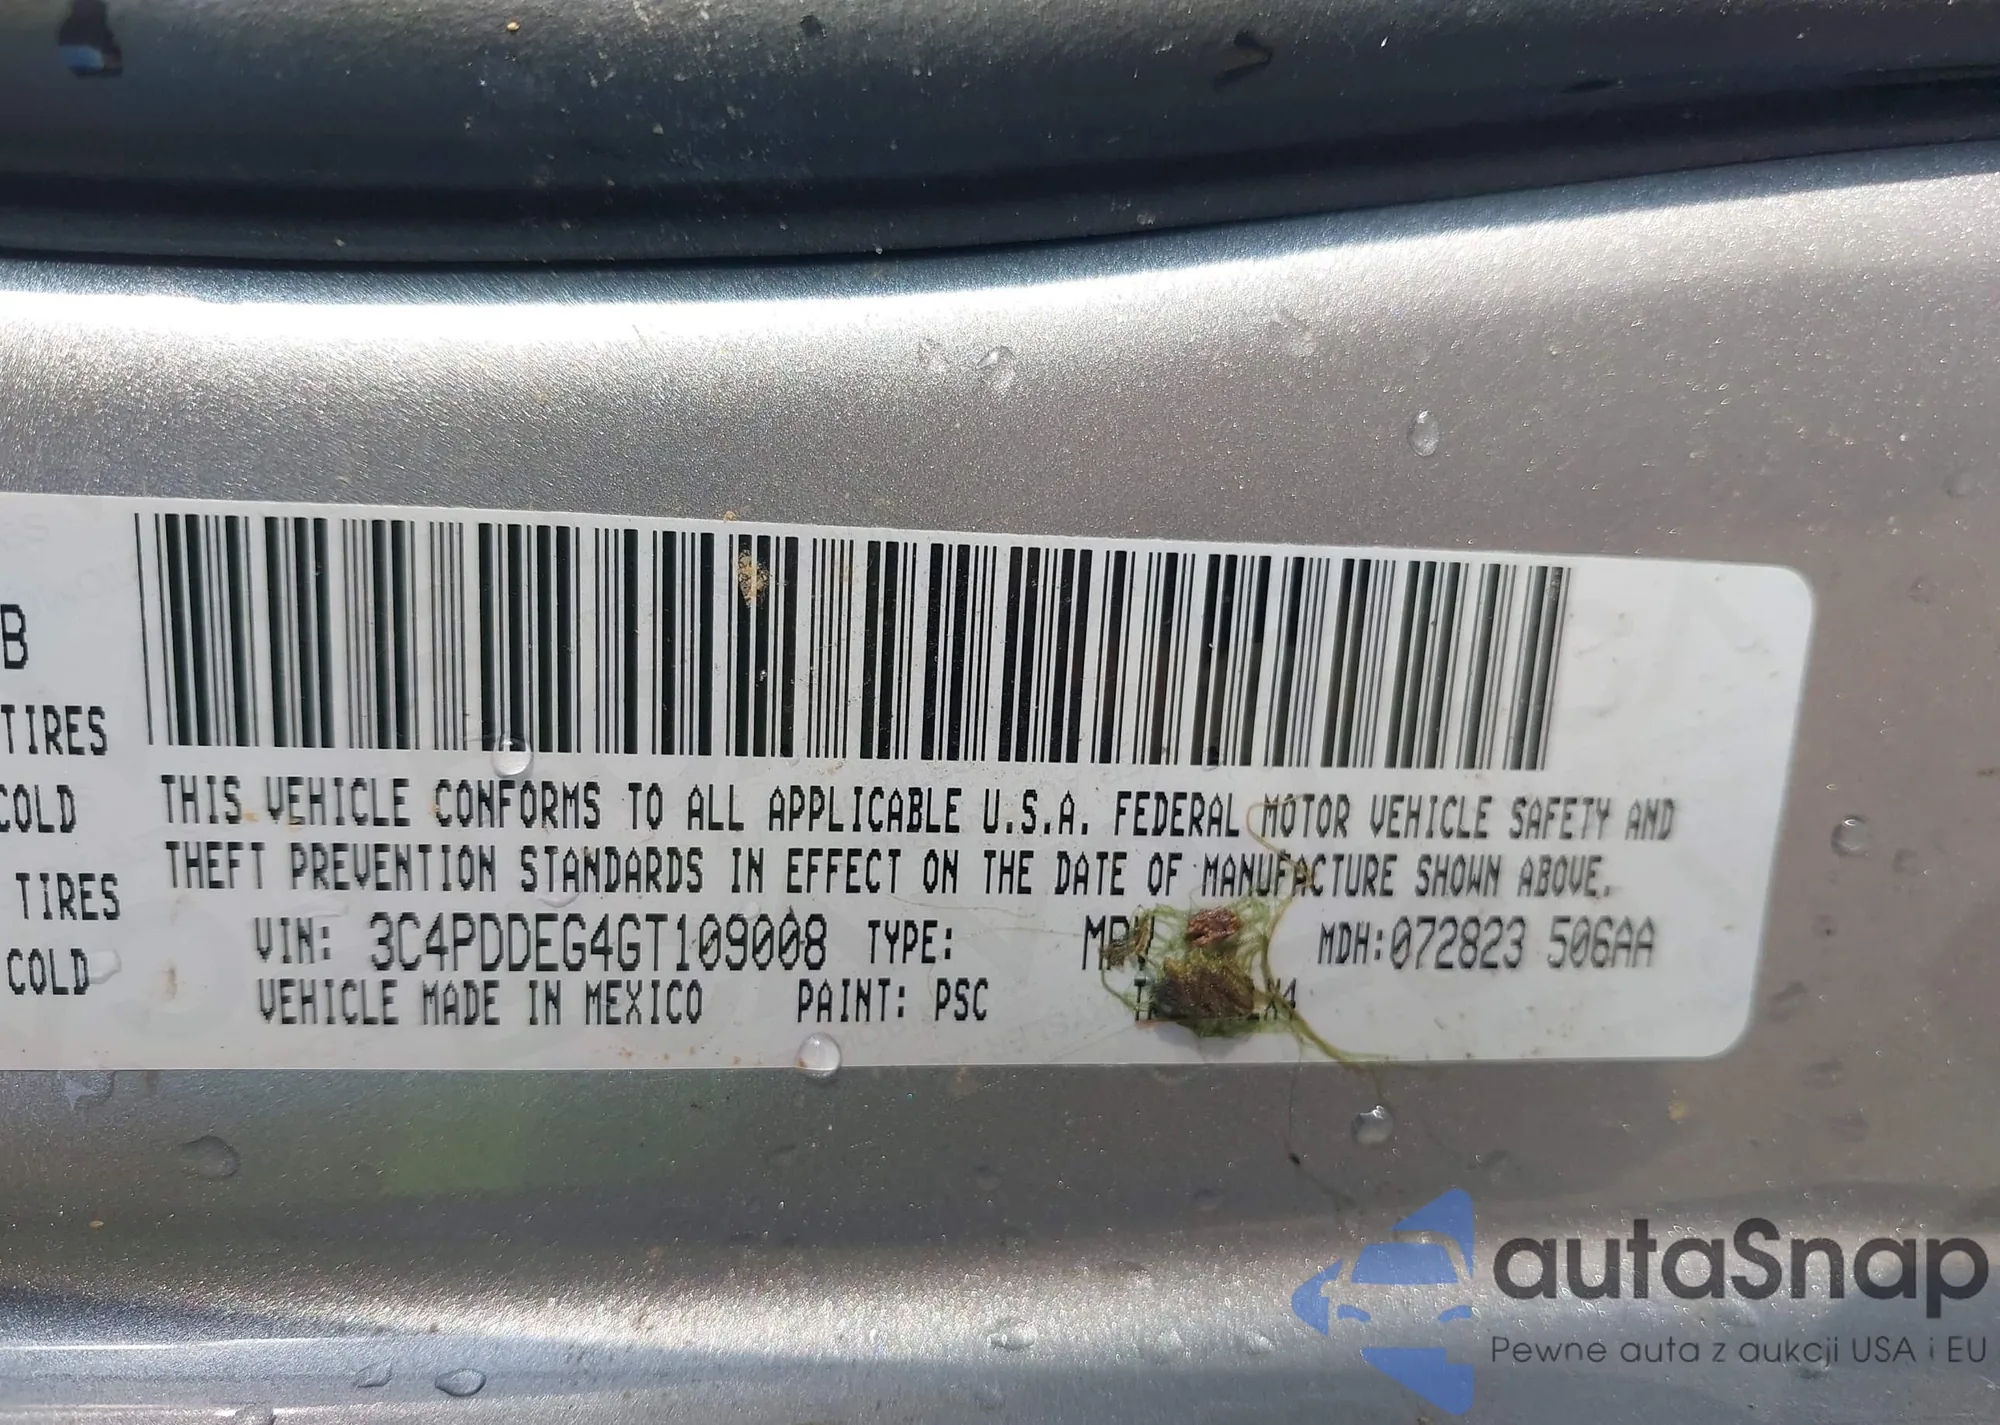 B
TIRES
COLD
TIRES
COLD
THIS VEHICLE CONFORMS TO ALL APPLICABLE U.S.A. FEDERAL MOTOR VEHICLE SAFETY AND
THEFT PREVENTION STANDARDS IN EFFECT ON THE DATE OF MANUFACTURE SHOWN ABOVE.
VIN: 3C4PDDEG4GT109008 TYPE: MPV MDH:072823 506AA
VEHICLE MADE IN MEXICO PAINT: PSC
autaSnap
Pewne auta z aukcji USA i EU